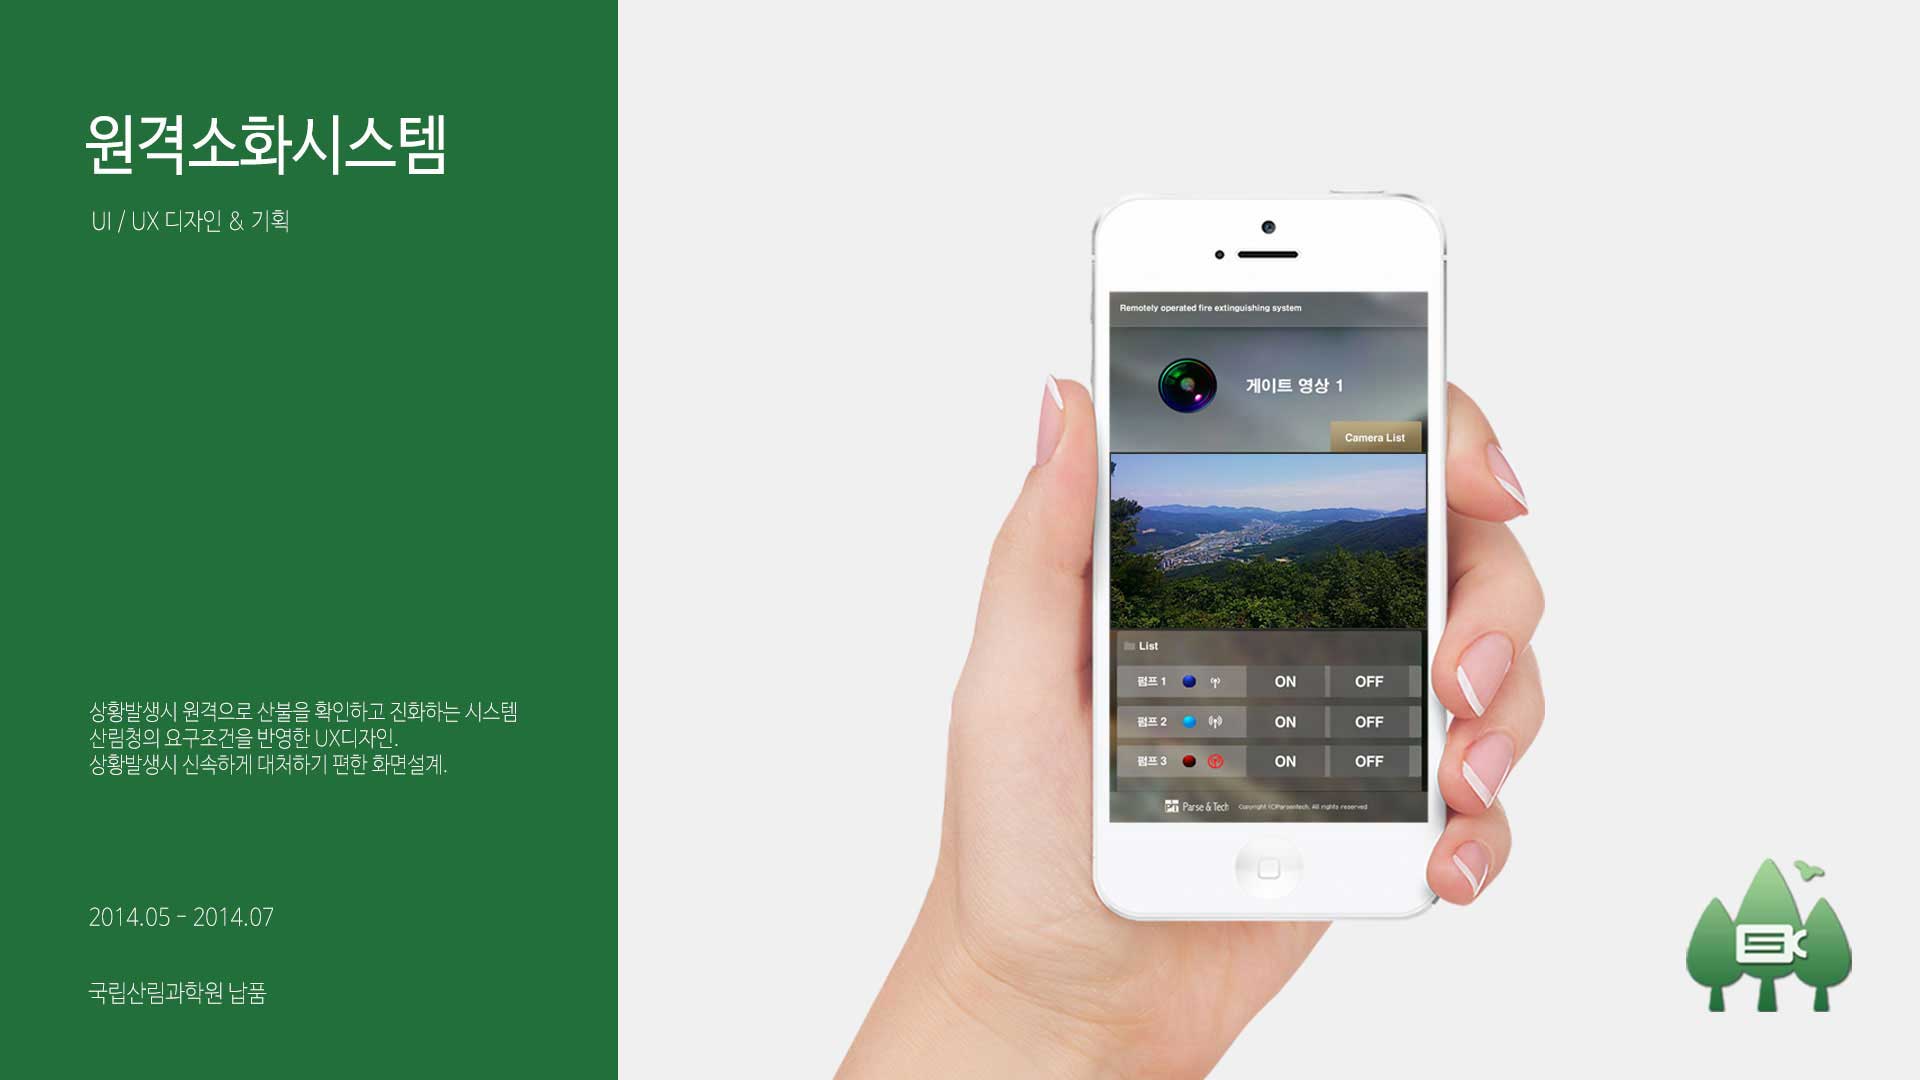 원격소화시스템
UI / UX 디자인 & 기획
상황발생시 원격으로 산불을 확인하고 진화하는 시스템
산림청의 요구조건을 반영한 UX디자인.
상황발생시 신속하게 대처하기 편한 화면설계.
2014.05 - 2014.07
국립산림과학원 납품
Remotely operated fire extinguishing system
게이트 영상 1
Camera List
List
펌프 1 ON OFF
펌프 2 ON OFF
펌프 3 ON OFF
PT Parse & Tech Copyright (C)Parsentech, All rights reserved